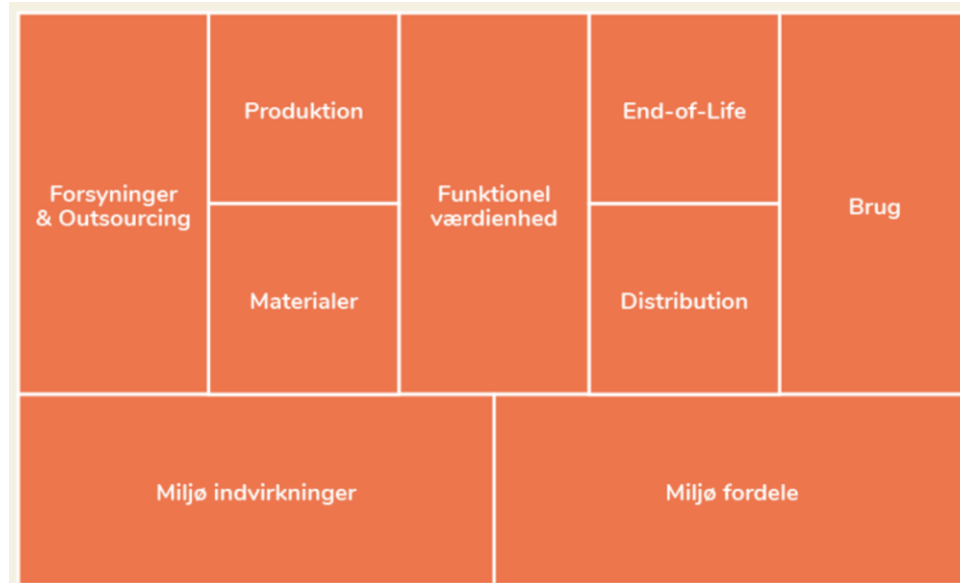 Forsyninger
& Outsourcing
Produktion
Materialer
Funktionel
værdienhed
End-of-Life
Distribution
Brug
Miljø indvirkninger
Miljø fordele